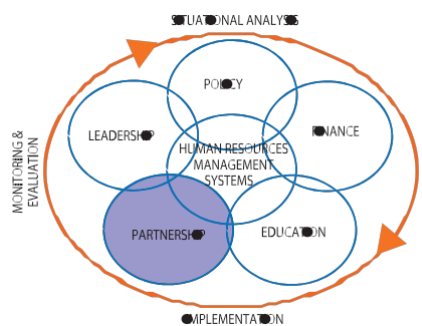 SITUATIONAL ANALYSIS
POLICY
LEADERSHIP
FINANCE
HUMAN RESOURCES
MANAGEMENT
SYSTEMS
MONITORING &
EVALUATION
PARTNERSHIP
EDUCATION
IMPLEMENTATION